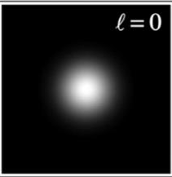 ℓ = 0